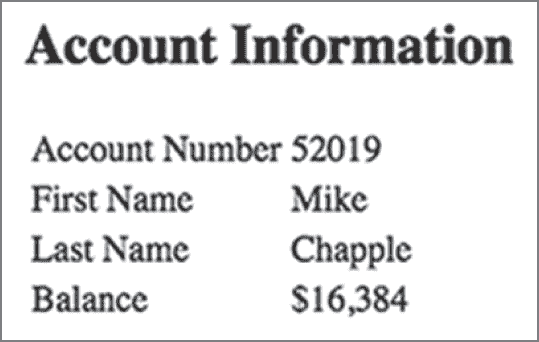 Account Information
Account Number 52019
First Name Mike
Last Name Chapple
Balance $16,384